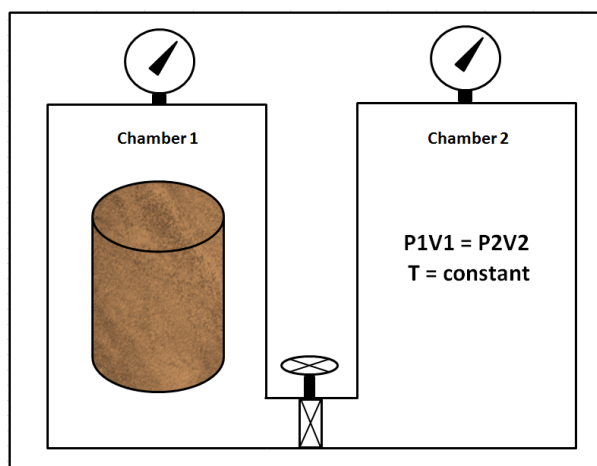 Chamber 1
Chamber 2
P1V1 = P2V2
T = constant